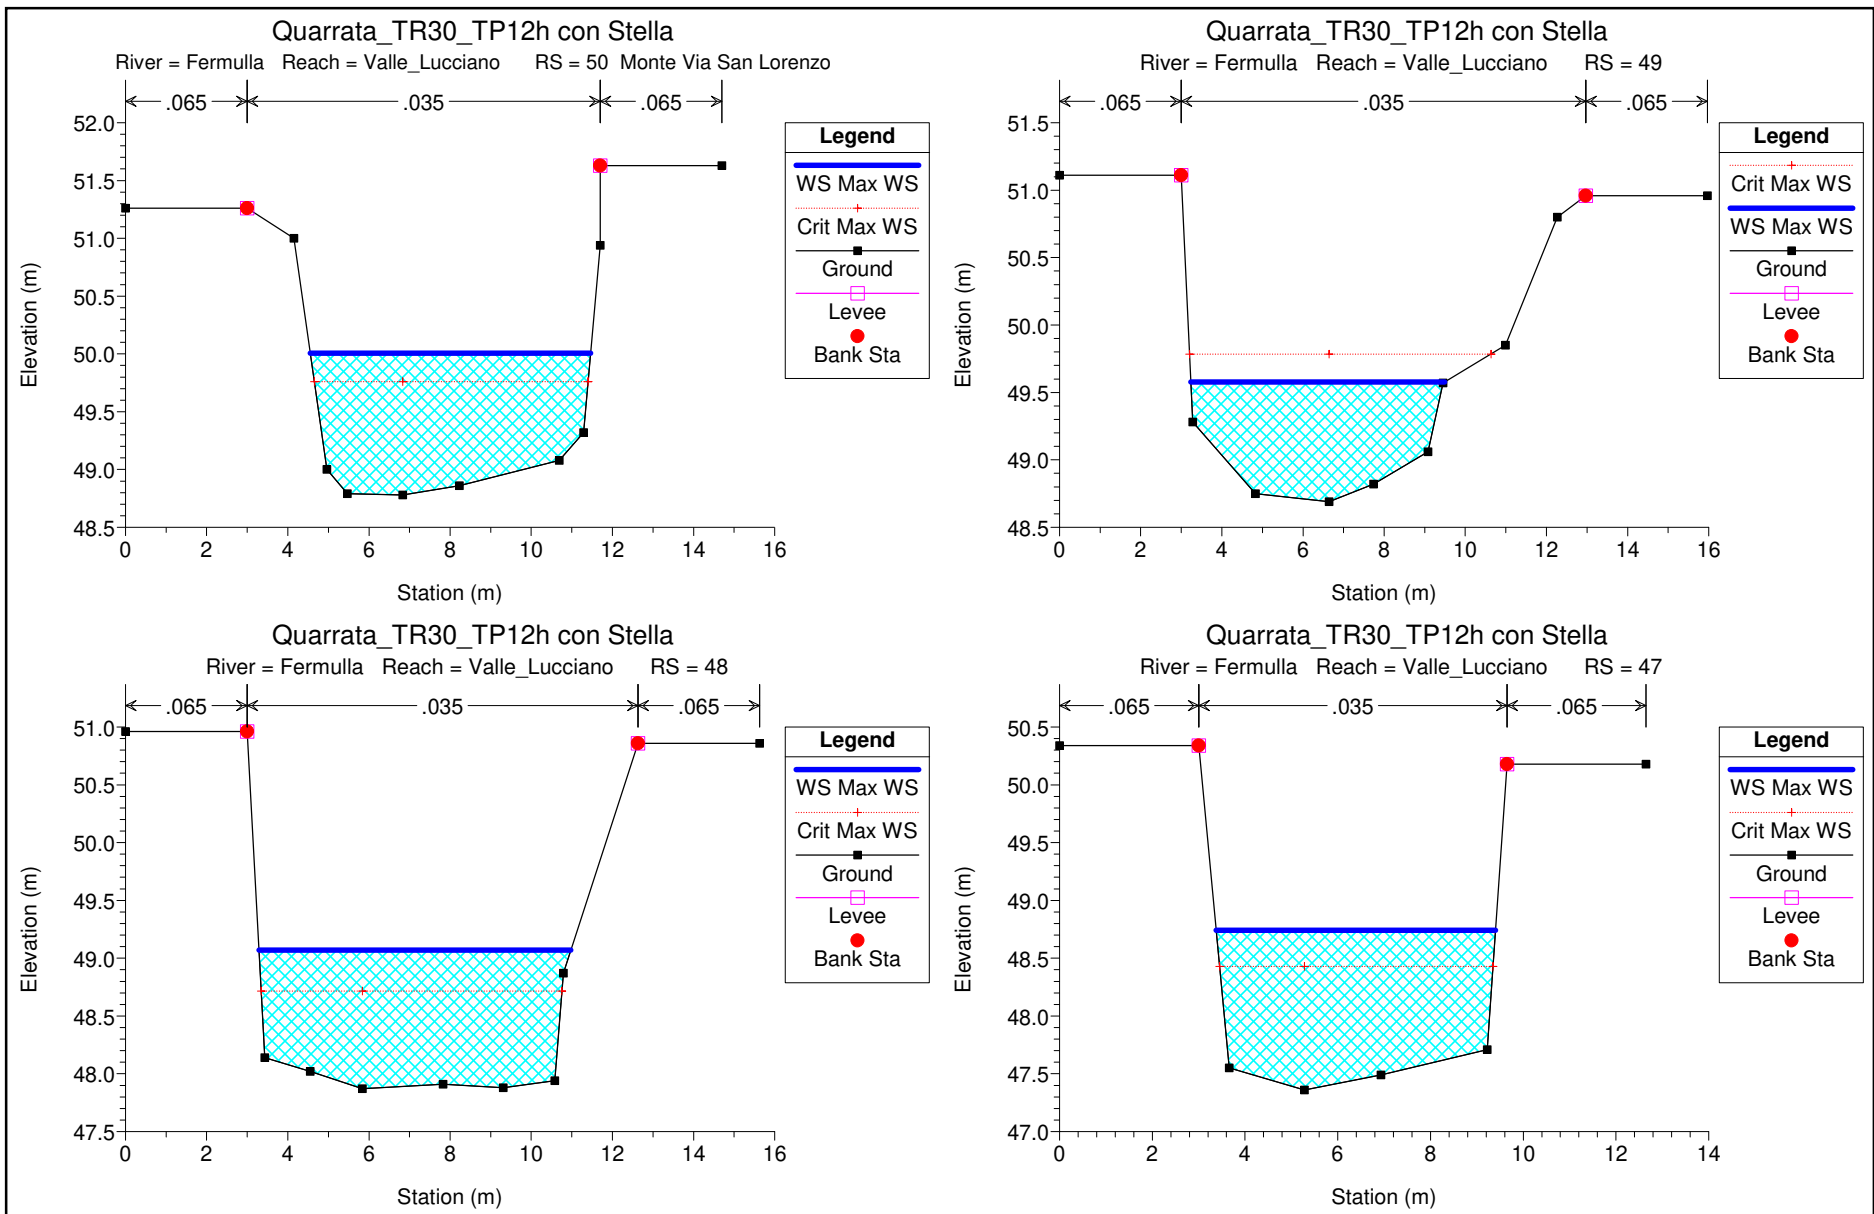 Quarrata_TR30_TP12h con Stella
River = Fermulla Reach = Valle_Lucciano RS = 50 Monte Via San Lorenzo
.065 .035 .065
52.0
51.5
51.0
50.5
50.0
49.5
49.0
48.5
Elevation (m)
0 2 4 6 8 10 12 14 16
Station (m)
Legend
WS Max WS
Crit Max WS
Ground
Levee
Bank Sta
Quarrata_TR30_TP12h con Stella
River = Fermulla Reach = Valle_Lucciano RS = 49
.065 .035 .065
51.5
51.0
50.5
50.0
49.5
49.0
48.5
Elevation (m)
0 2 4 6 8 10 12 14 16
Station (m)
Legend
Crit Max WS
WS Max WS
Ground
Levee
Bank Sta
Quarrata_TR30_TP12h con Stella
River = Fermulla Reach = Valle_Lucciano RS = 48
.065 .035 .065
51.0
50.5
50.0
49.5
49.0
48.5
48.0
47.5
Elevation (m)
0 2 4 6 8 10 12 14 16
Station (m)
Legend
WS Max WS
Crit Max WS
Ground
Levee
Bank Sta
Quarrata_TR30_TP12h con Stella
River = Fermulla Reach = Valle_Lucciano RS = 47
.065 .035 .065
50.5
50.0
49.5
49.0
48.5
48.0
47.5
47.0
Elevation (m)
0 2 4 6 8 10 12 14
Station (m)
Legend
WS Max WS
Crit Max WS
Ground
Levee
Bank Sta